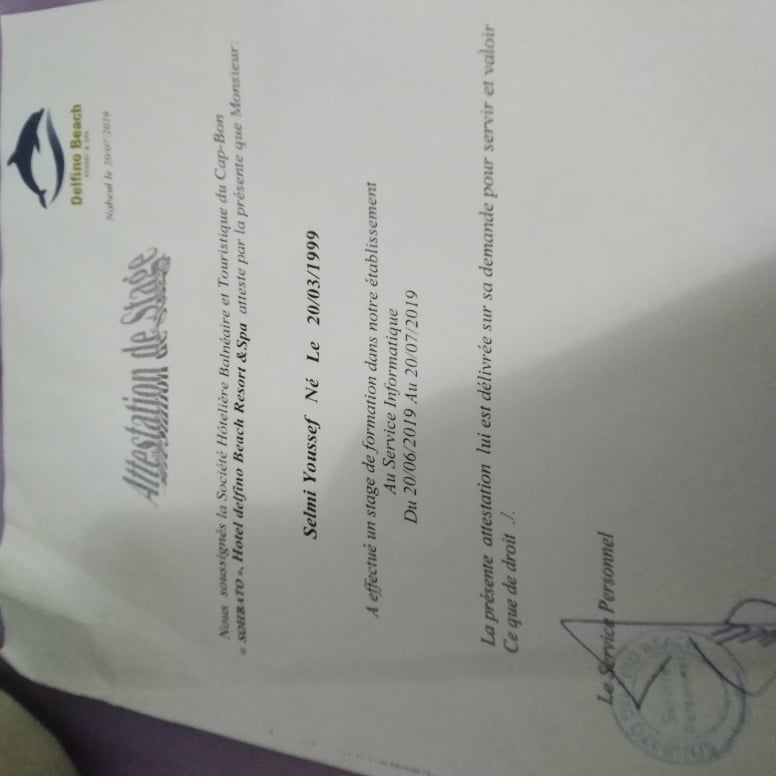 Delfino Beach
RESORT & SPA
Nabeul le 20/07/2019
Attestation de Stage
Nous soussignés la Société Hôtelière Balnéaire et Touristique du Cap-Bon
« SOHBATO », Hotel delfino Beach Resort &Spa atteste par la présente que Monsieur:
Selmi Youssef Né Le 20/03/1999
A effectué un stage de formation dans notre établissement
Au Service Informatique
Du 20/06/2019 Au 20/07/2019
La présente attestation lui est délivrée sur sa demande pour servir et valoir
Ce que de droit ./.
Le Service Personnel
Service
Personnel